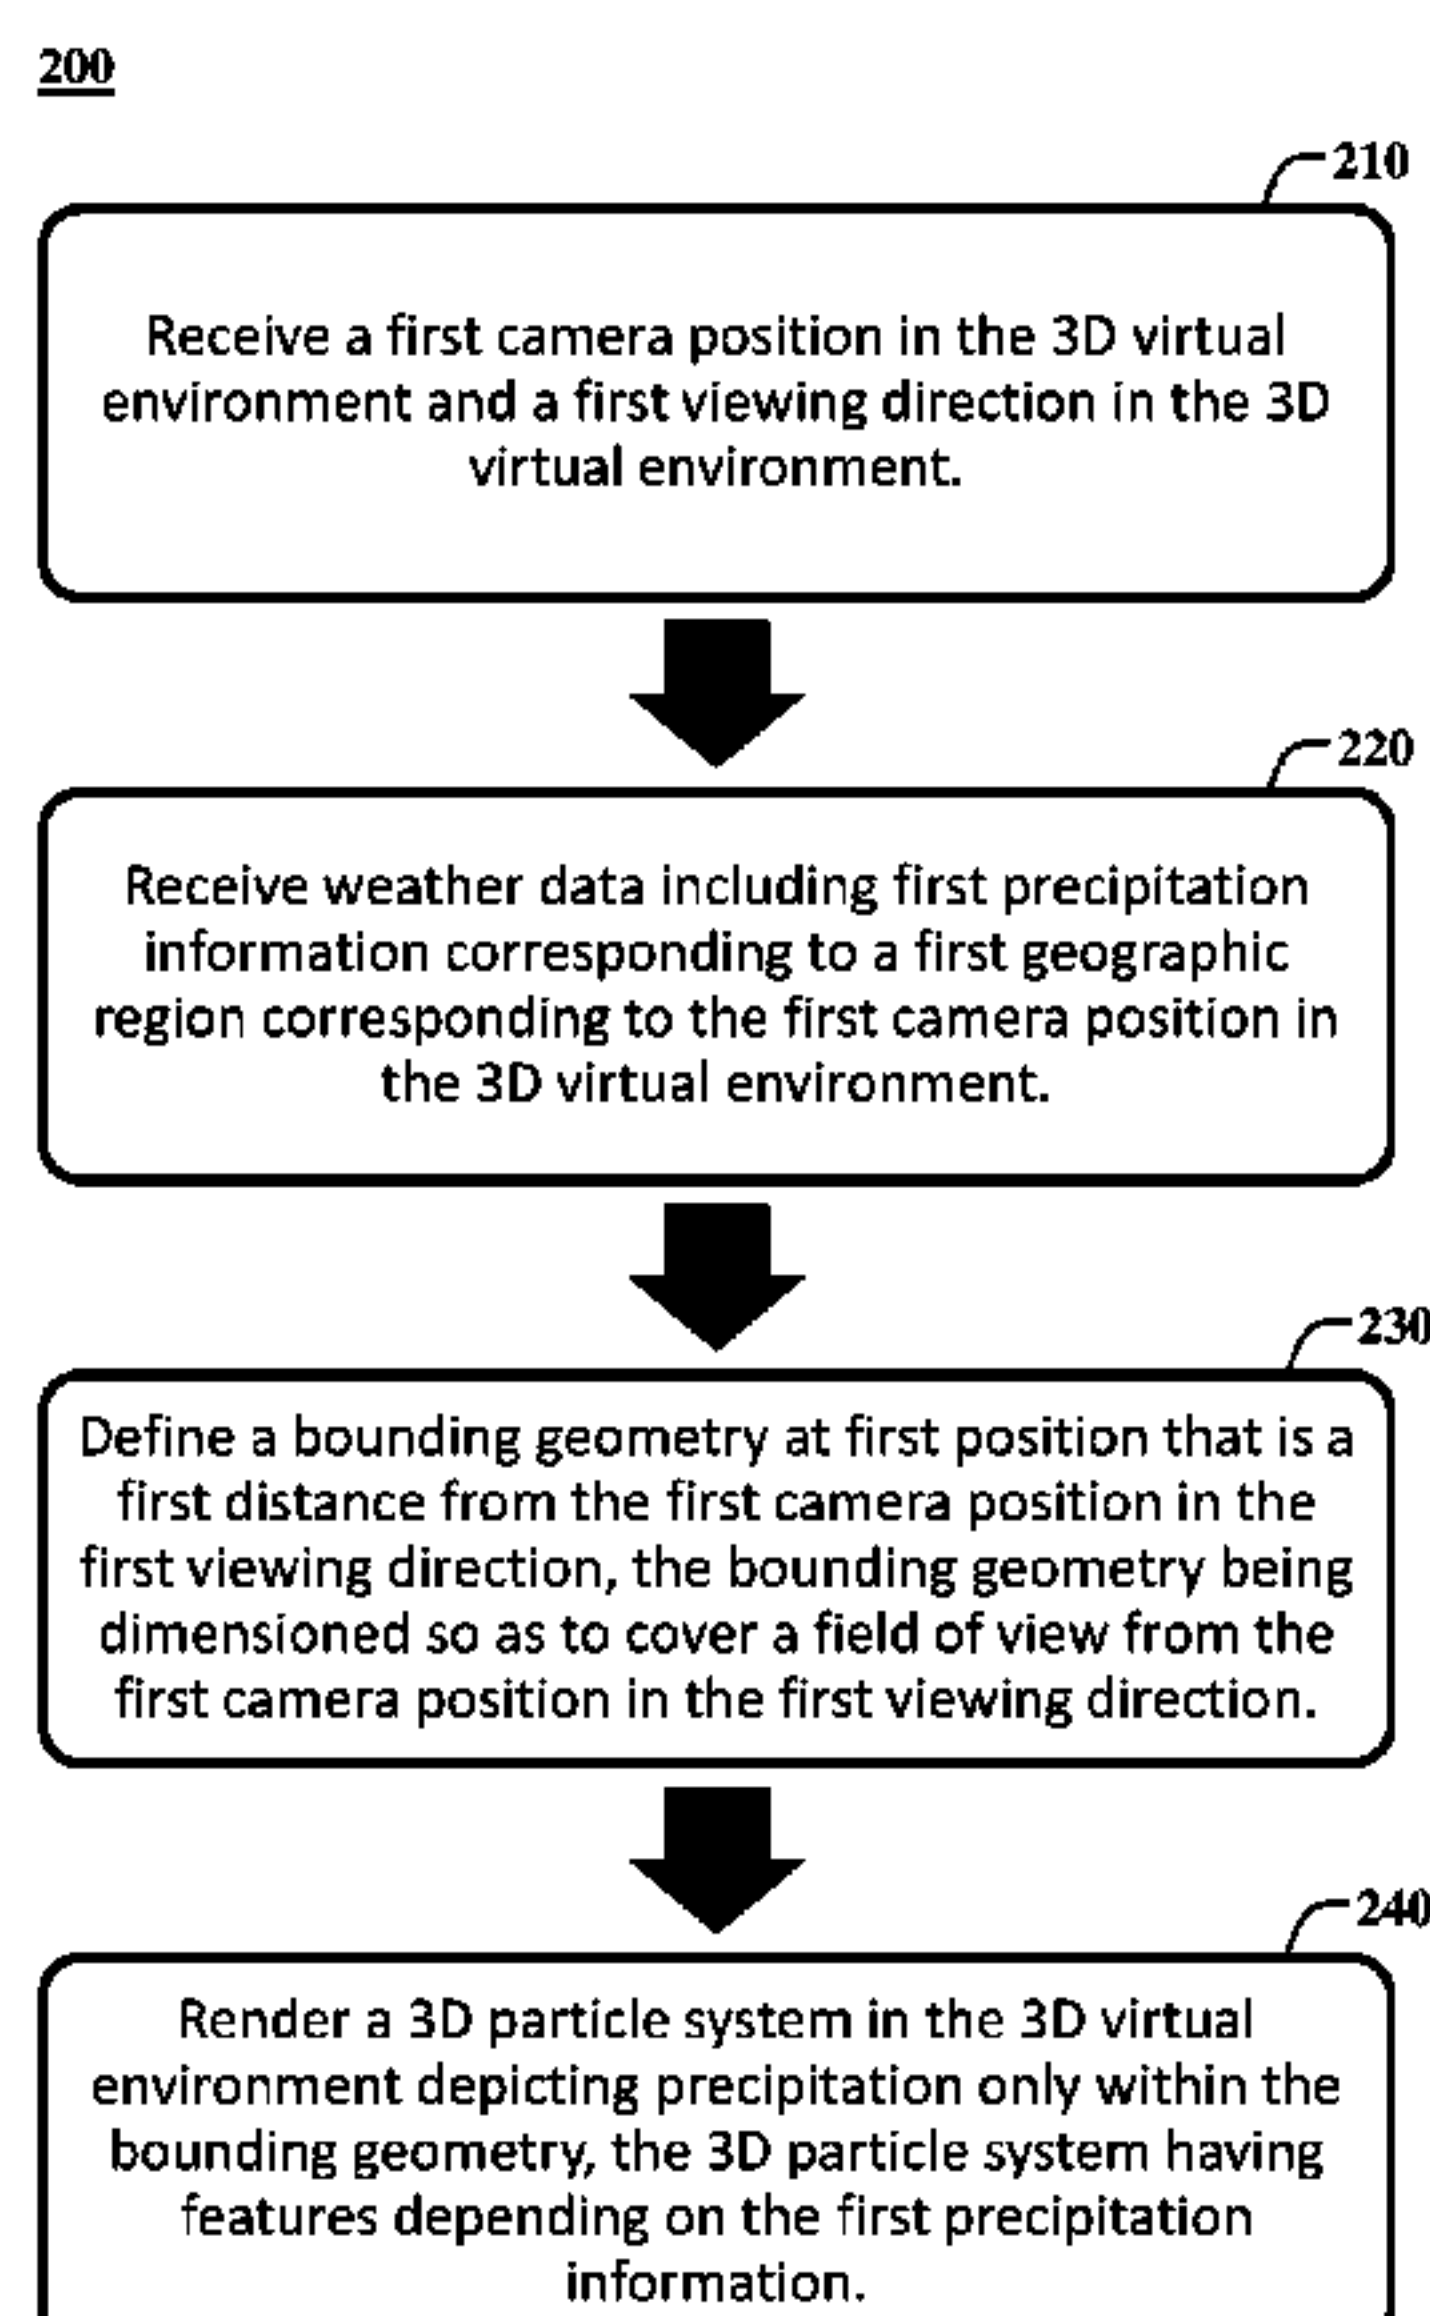 200
210
Receive a first camera position in the 3D virtual
environment and a first viewing direction in the 3D
virtual environment.
220
Receive weather data including first precipitation
information corresponding to a first geographic
region corresponding to the first camera position in
the 3D virtual environment.
230
Define a bounding geometry at first position that is a
first distance from the first camera position in the
first viewing direction, the bounding geometry being
dimensioned so as to cover a field of view from the
first camera position in the first viewing direction.
240
Render a 3D particle system in the 3D virtual
environment depicting precipitation only within the
bounding geometry, the 3D particle system having
features depending on the first precipitation
information.